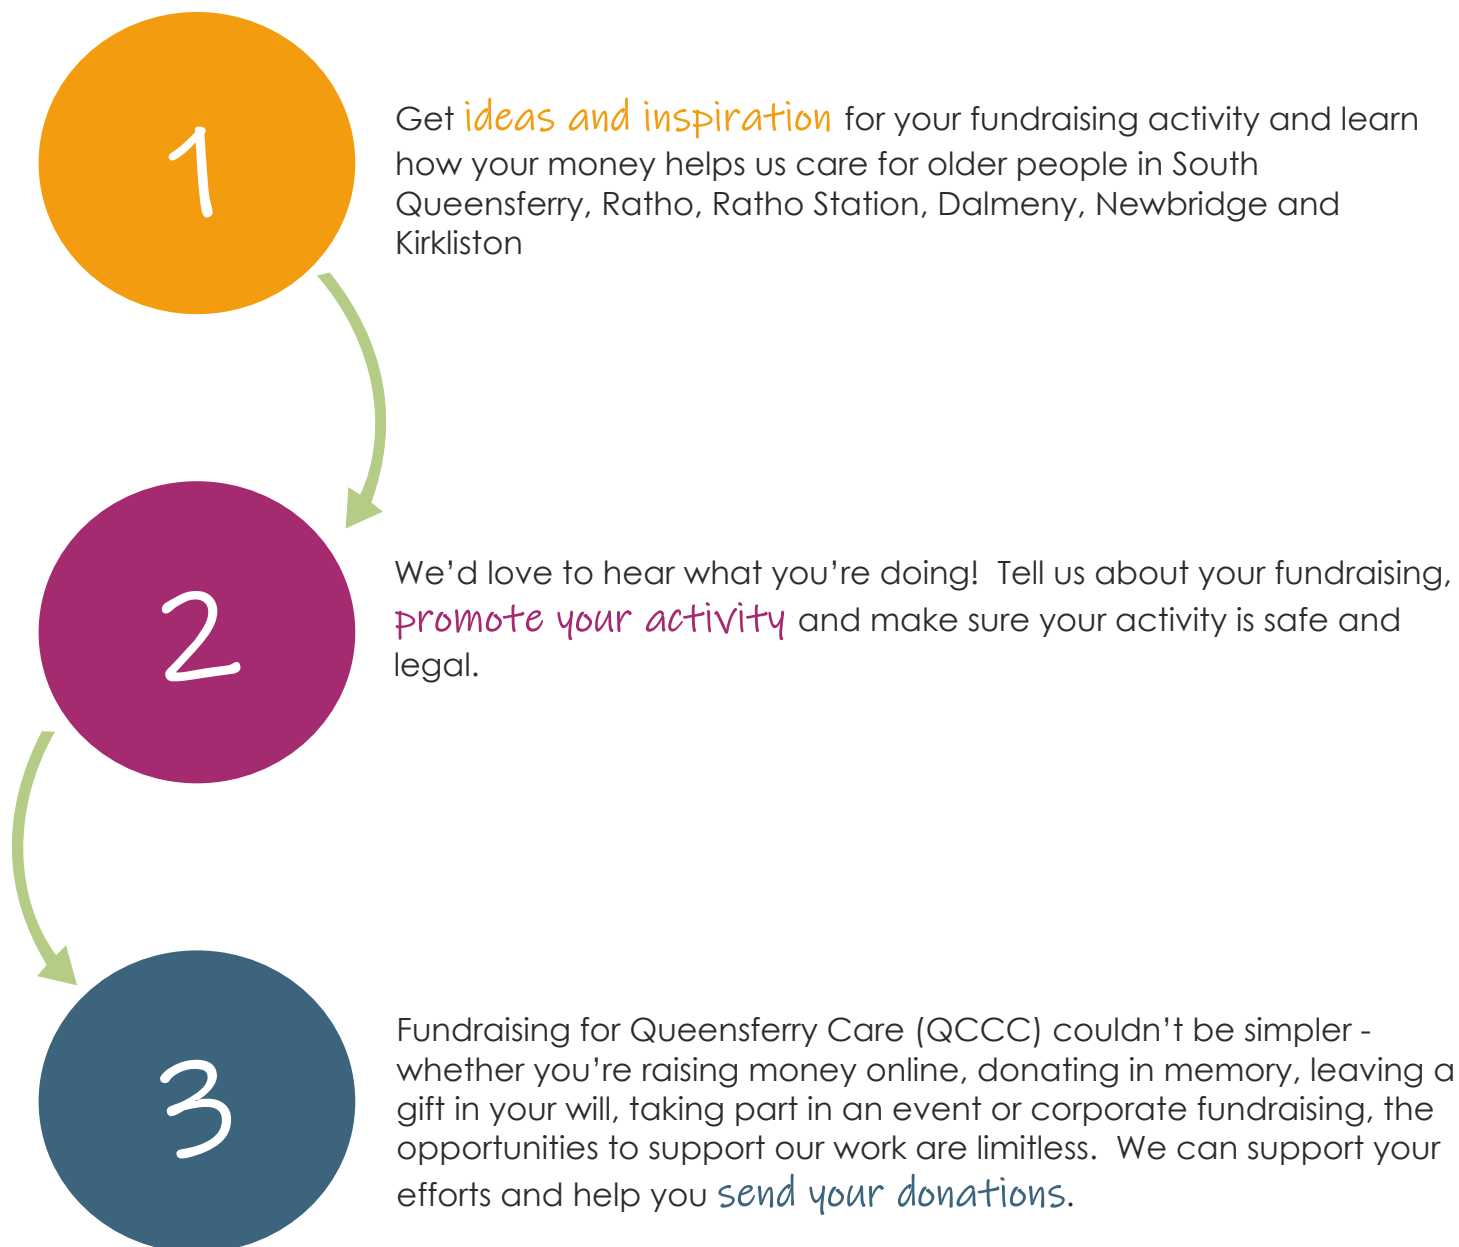 1
Get ideas and inspiration for your fundraising activity and learn
how your money helps us care for older people in South
Queensferry, Ratho, Ratho Station, Dalmeny, Newbridge and
Kirkliston
2
We’d love to hear what you’re doing!  Tell us about your fundraising,
promote your activity and make sure your activity is safe and
legal.
3
Fundraising for Queensferry Care (QCCC) couldn’t be simpler -
whether you’re raising money online, donating in memory, leaving a
gift in your will, taking part in an event or corporate fundraising, the
opportunities to support our work are limitless.  We can support your
efforts and help you send your donations.